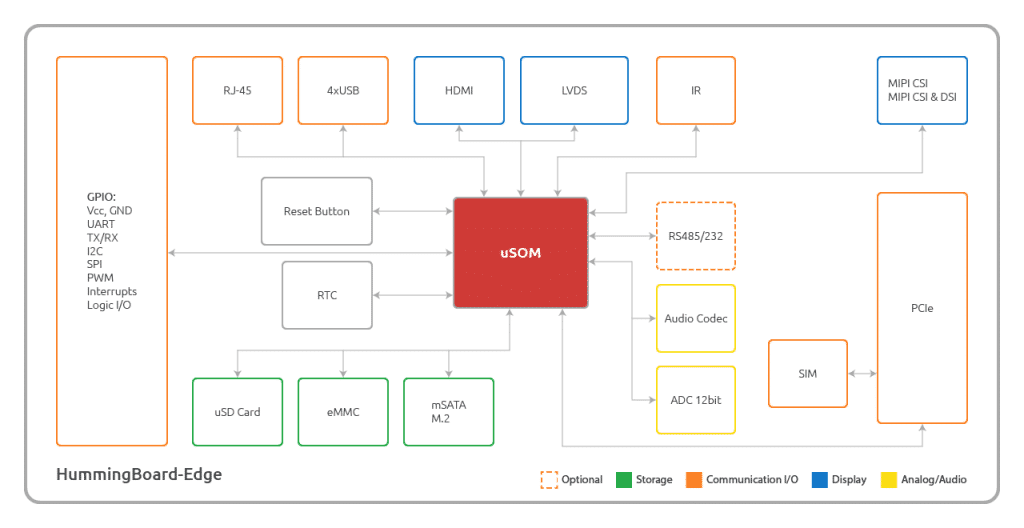 RJ-45
4xUSB
HDMI
LVDS
IR
MIPI CSI
MIPI CSI & DSI
GPIO:
Vcc, GND
UART
TX/RX
I2C
SPI
PWM
Interrupts
Logic I/O
Reset Button
uSOM
RS485/232
RTC
Audio Codec
PCIe
SIM
uSD Card
eMMC
mSATA
M.2
ADC 12bit
HummingBoard-Edge
Optional
Storage
Communication I/O
Display
Analog/Audio